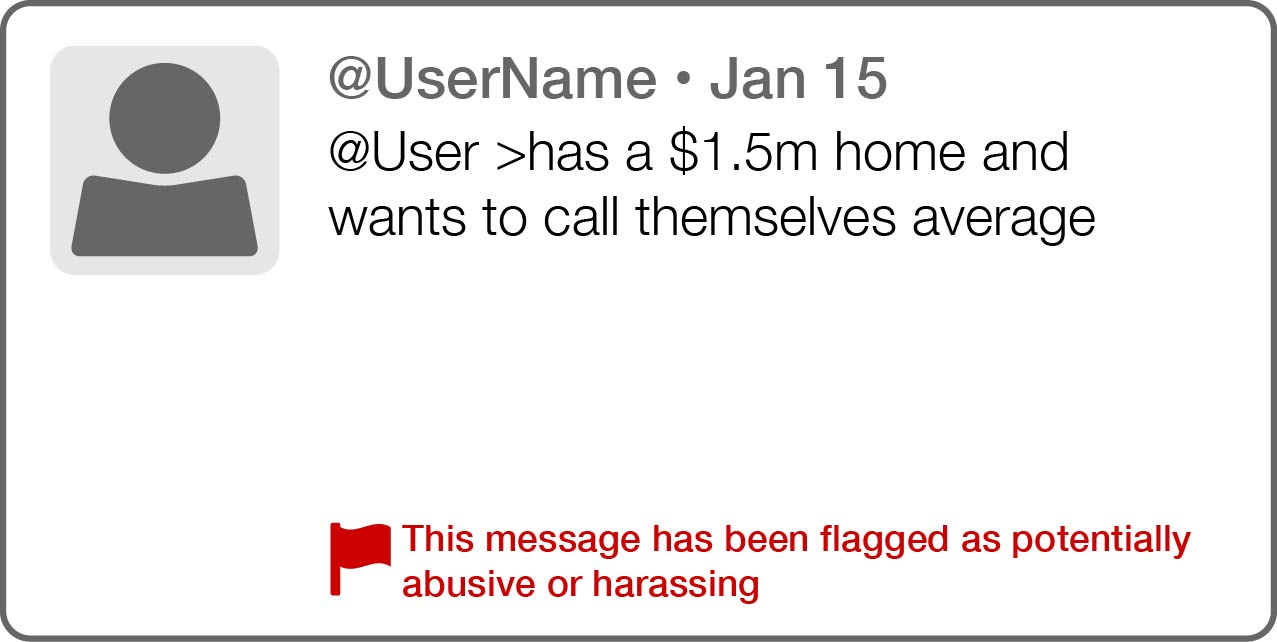 @UserName • Jan 15
@User >has a $1.5m home and
wants to call themselves average
This message has been flagged as potentially
abusive or harassing